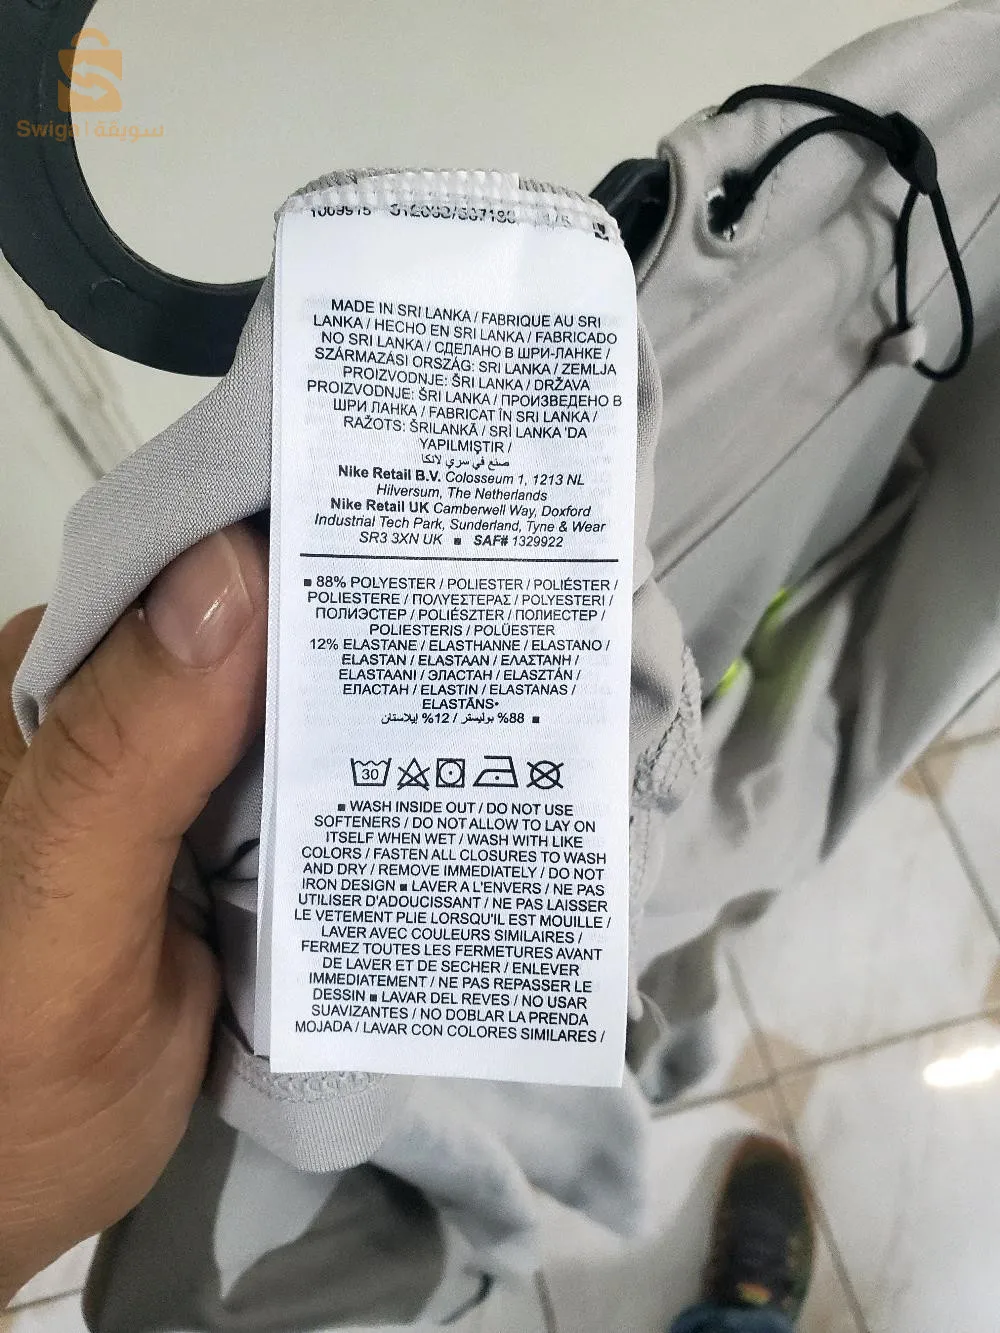 Swiga | سويقة
1009915
MADE IN SRI LANKA / FABRIQUE AU SRI
LANKA / HECHO EN SRI LANKA / FABRICADO
NO SRI LANKA / СДЕЛАНО В ШРИ-ЛАНКЕ /
SZÁRMAZÁSI ORSZÁG: SRI LANKA / ZEMLJA
PROIZVODNJE: ŠRI LANKA / DRŽAVA
PROIZVODNJE: ŠRI LANKA / ПРОИЗВЕДЕНО В
ШРИ ЛАНКА / FABRICAT ÎN SRI LANKA /
RAŽOTS: ŠRILANKĀ / SRİ LANKA 'DA
YAPILMIŞTIR /
صنع في سري لانكا
Nike Retail B.V. Colosseum 1, 1213 NL
Hilversum, The Netherlands
Nike Retail UK Camberwell Way, Doxford
Industrial Tech Park, Sunderland, Tyne & Wear
SR3 3XN UK ■ SAF# 1329922
■ 88% POLYESTER / POLIESTER / POLIÉSTER /
POLIESTERE / ΠΟΛΥΕΣΤΕΡΑΣ / POLYESTERI /
ПОЛИЭСТЕР / POLIÉSZTER / ПОЛИЕСТЕР /
POLIESTERIS / POLÜESTER
12% ELASTANE / ELASTHANNE / ELASTANO /
ELASTAN / ELASTAAN / ΕΛΑΣΤΑΝΗ /
ELASTAANI / ЭЛАСТАН / ELASZTÁN /
ЕЛАСТАН / ELASTIN / ELASTANAS /
ELASTĀNS•
■ 88% بوليستر / 12% إيلاستان
30
■ WASH INSIDE OUT / DO NOT USE
SOFTENERS / DO NOT ALLOW TO LAY ON
ITSELF WHEN WET / WASH WITH LIKE
COLORS / FASTEN ALL CLOSURES TO WASH
AND DRY / REMOVE IMMEDIATELY / DO NOT
IRON DESIGN ■ LAVER A L'ENVERS / NE PAS
UTILISER D'ADOUCISSANT / NE PAS LAISSER
LE VETEMENT PLIE LORSQU'IL EST MOUILLE /
LAVER AVEC COULEURS SIMILAIRES /
FERMEZ TOUTES LES FERMETURES AVANT
DE LAVER ET DE SECHER / ENLEVER
IMMEDIATEMENT / NE PAS REPASSER LE
DESSIN ■ LAVAR DEL REVES / NO USAR
SUAVIZANTES / NO DOBLAR LA PRENDA
MOJADA / LAVAR CON COLORES SIMILARES /